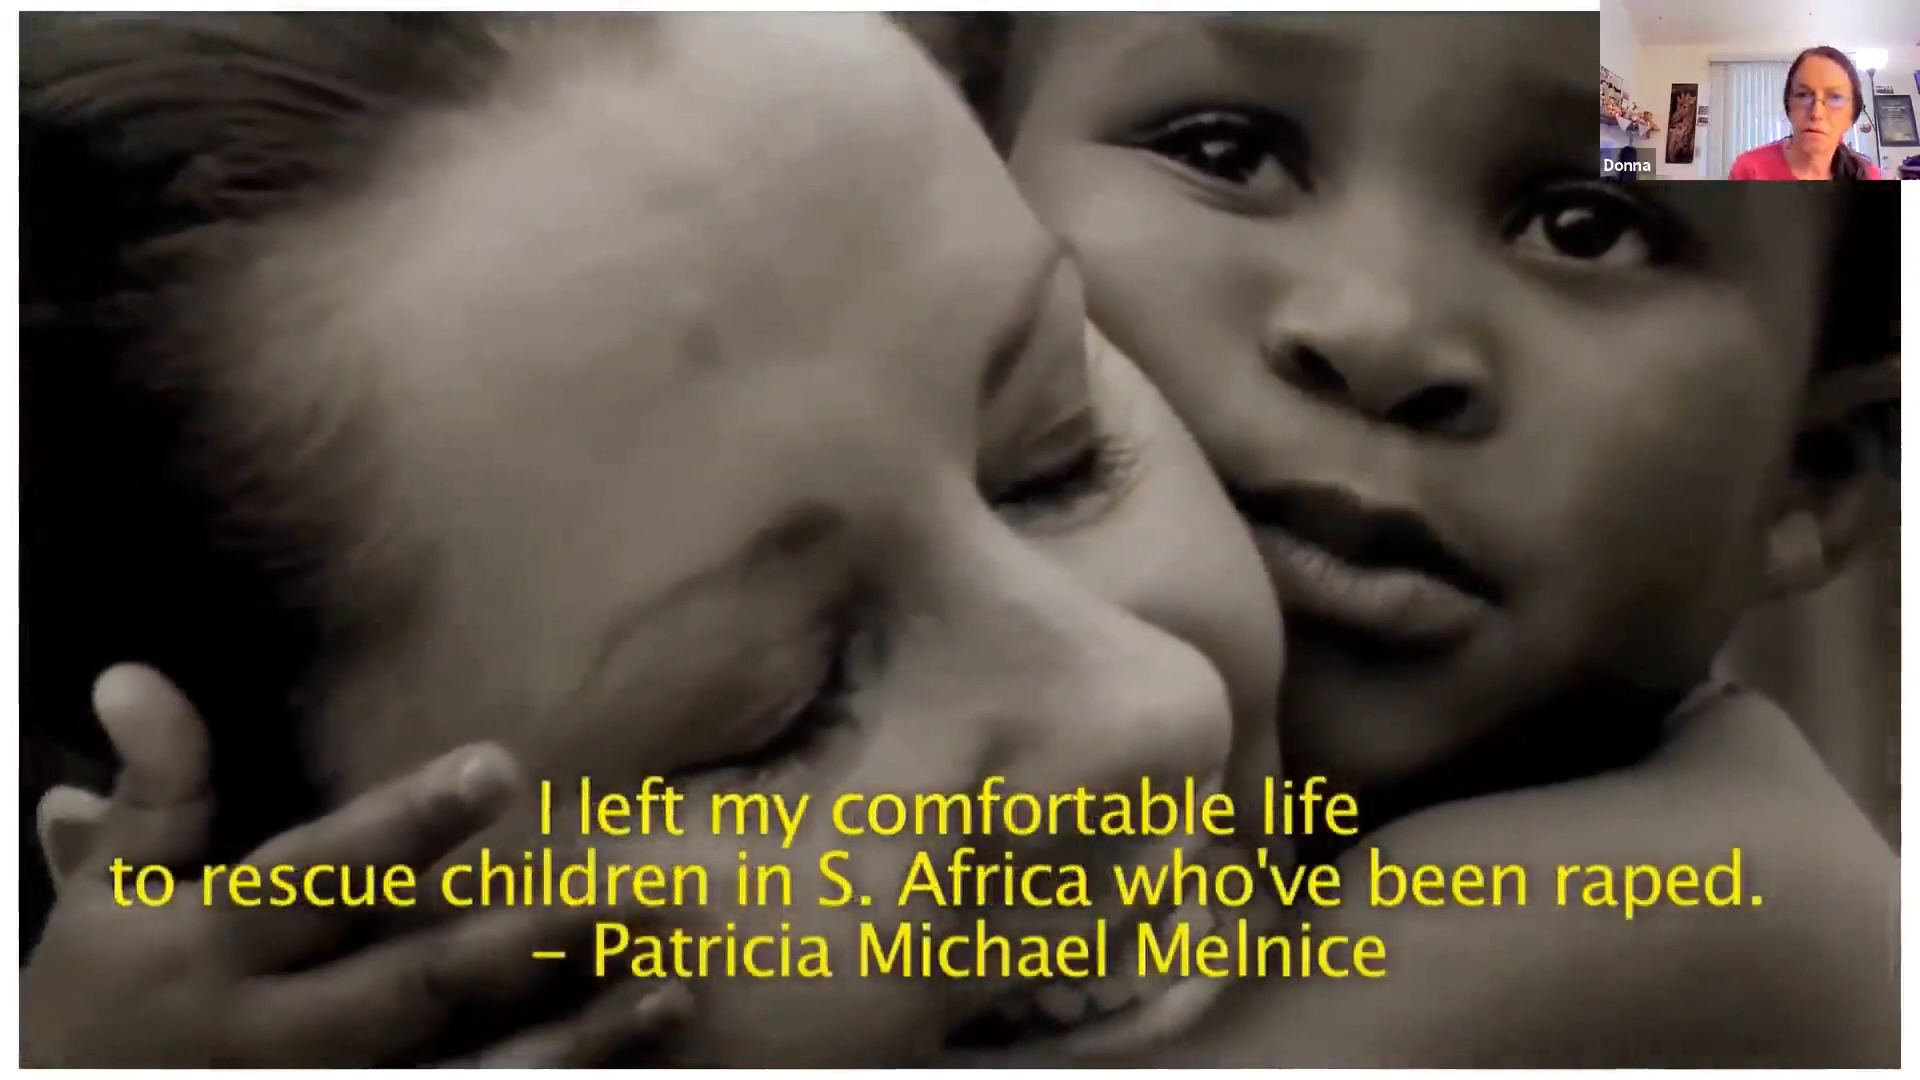 Donna
I left my comfortable life
to rescue children in S. Africa who've been raped.
– Patricia Michael Melnice